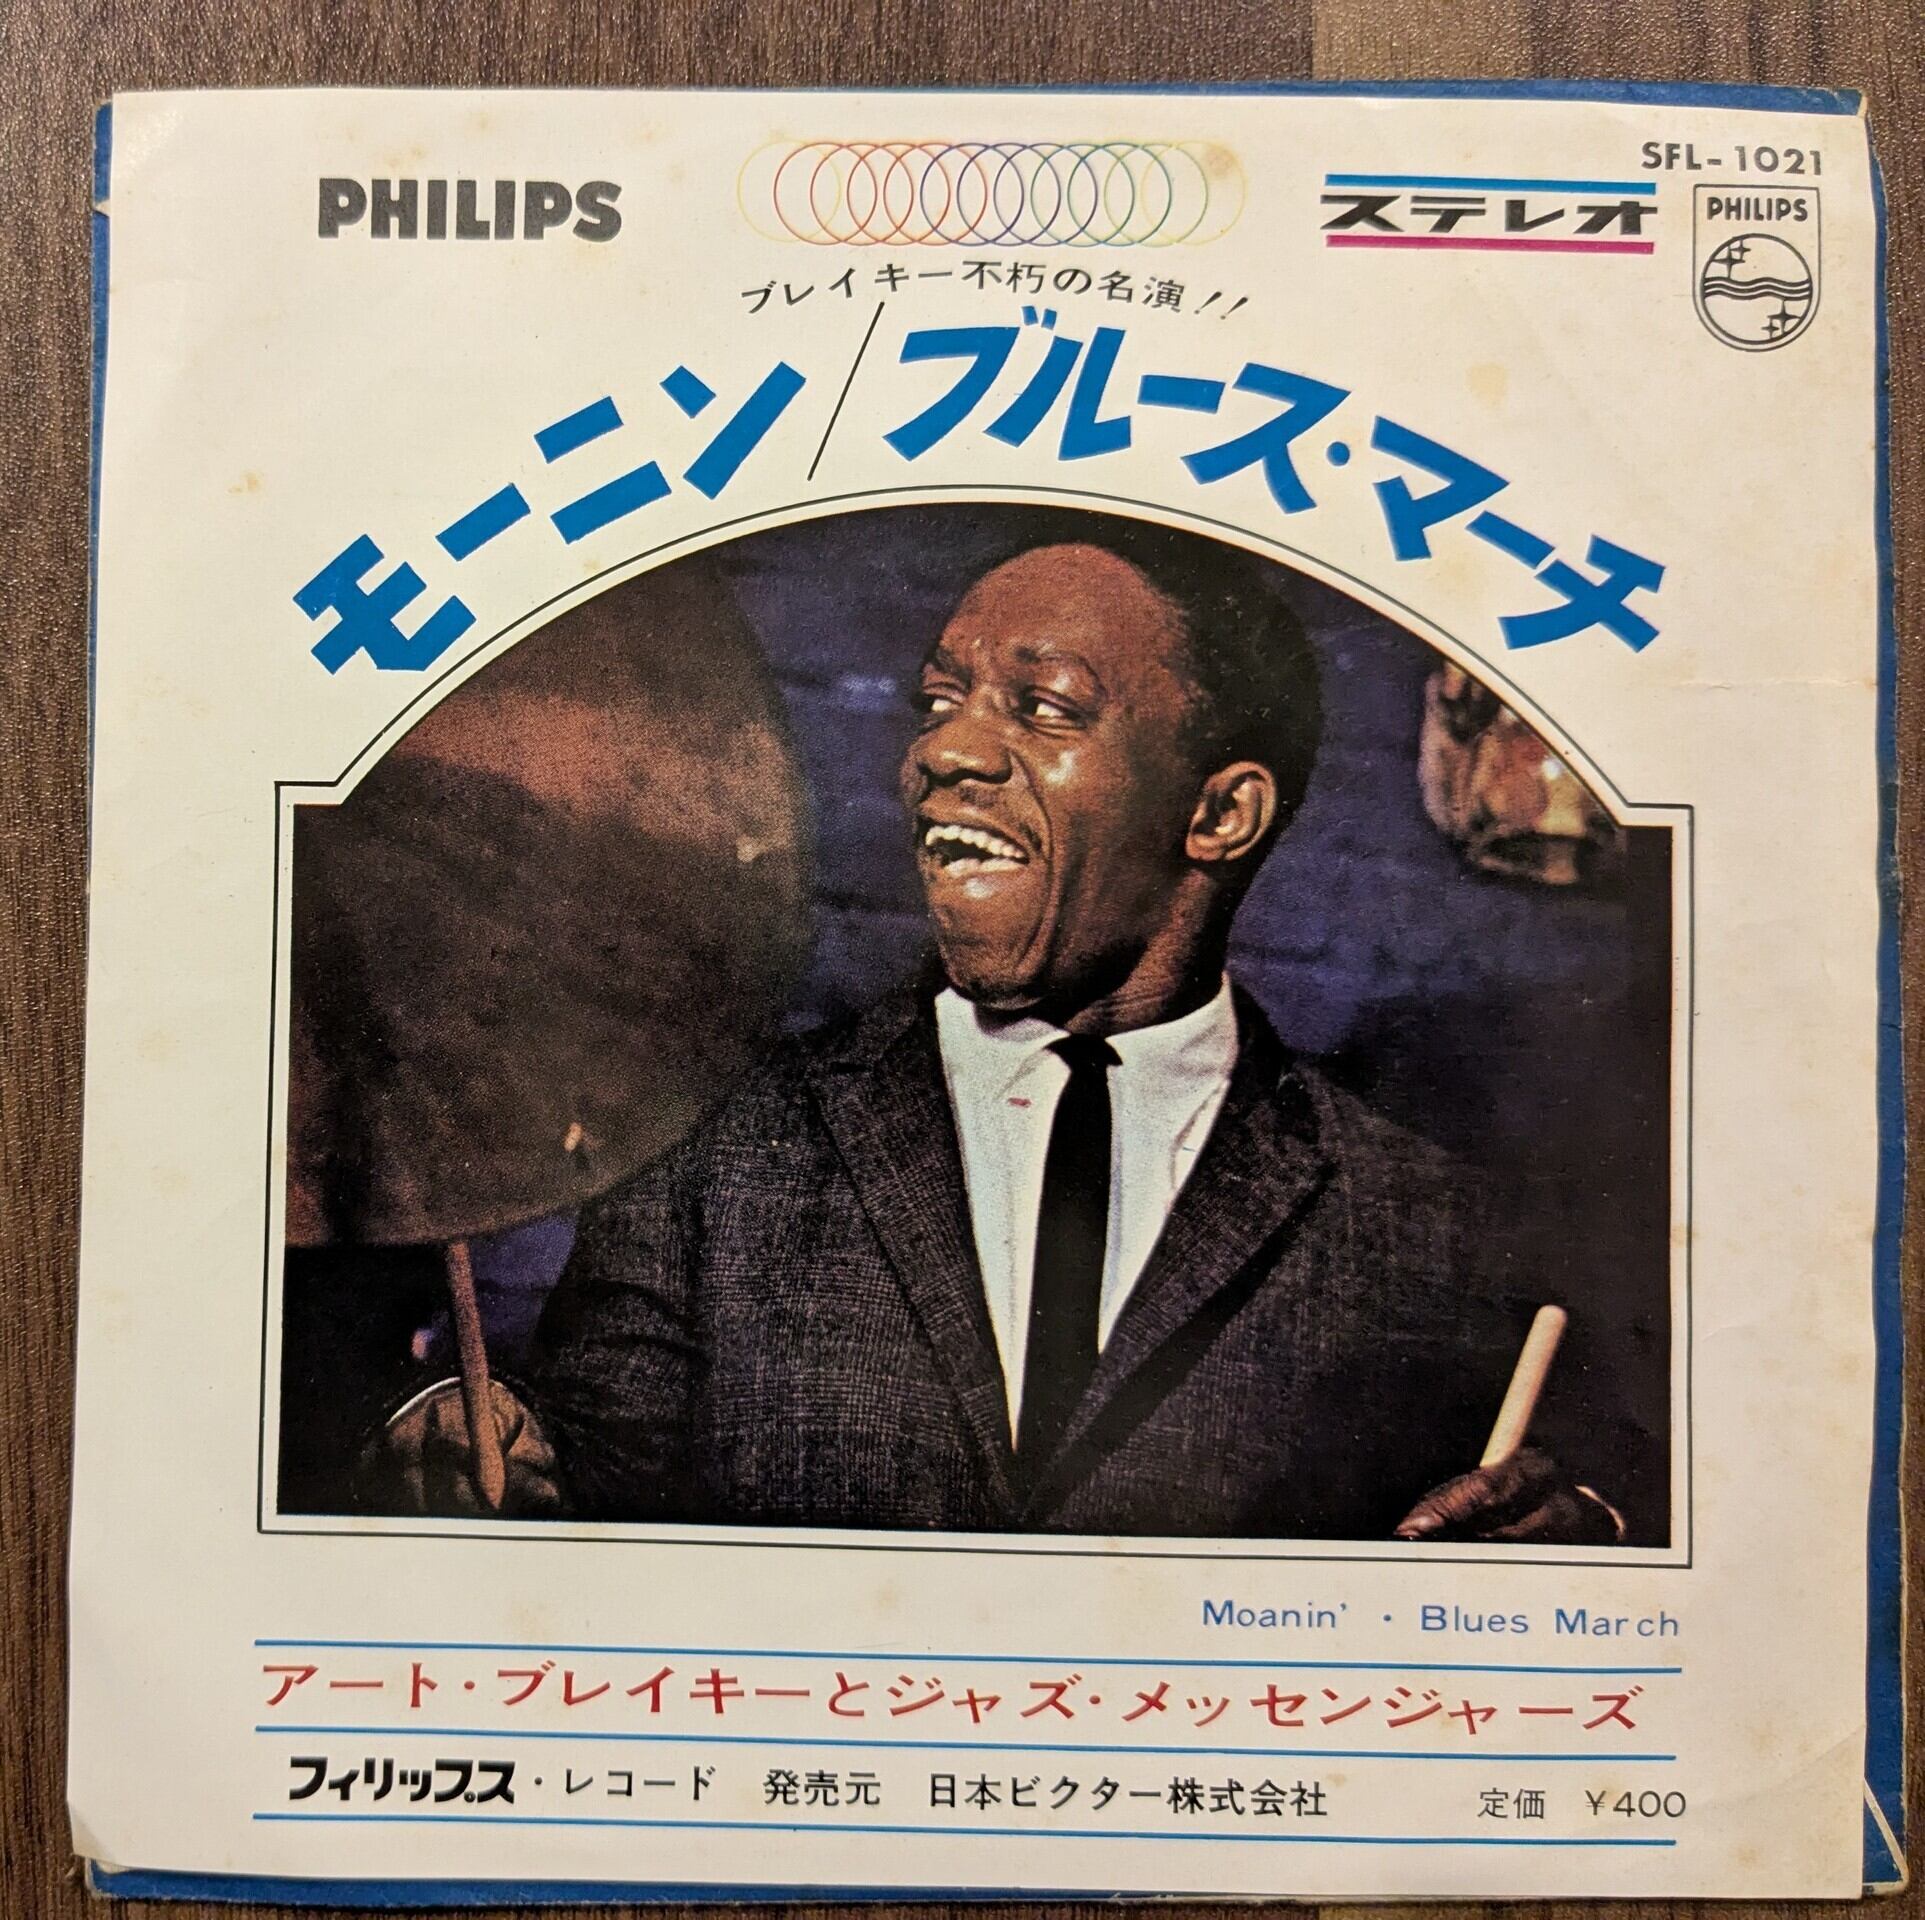 SFL-1021
PHILIPS
ステレオ
PHILIPS
ブレイキー不朽の名演!!
モーニン/ブルース・マーチ
Moanin' · Blues March
アート・ブレイキーとジャズ・メッセンジャーズ
フィリップス・レコード 発売元 日本ビクター株式会社 定価 ¥400